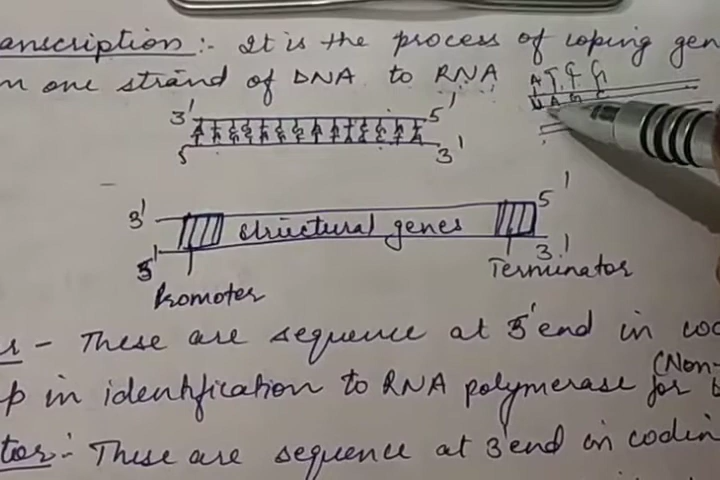 anscription:- It is the process of coping gen
m one strand of DNA to RNA
A T C G
U A G C
3' 5'
5 3'
3' structural genes 5'
5' 3'
Promoter Terminator
rs - These are sequence at 5' end in cod
p in identification to RNA polymerase for t
(Non-
tor:- These are sequence at 3' end in codin